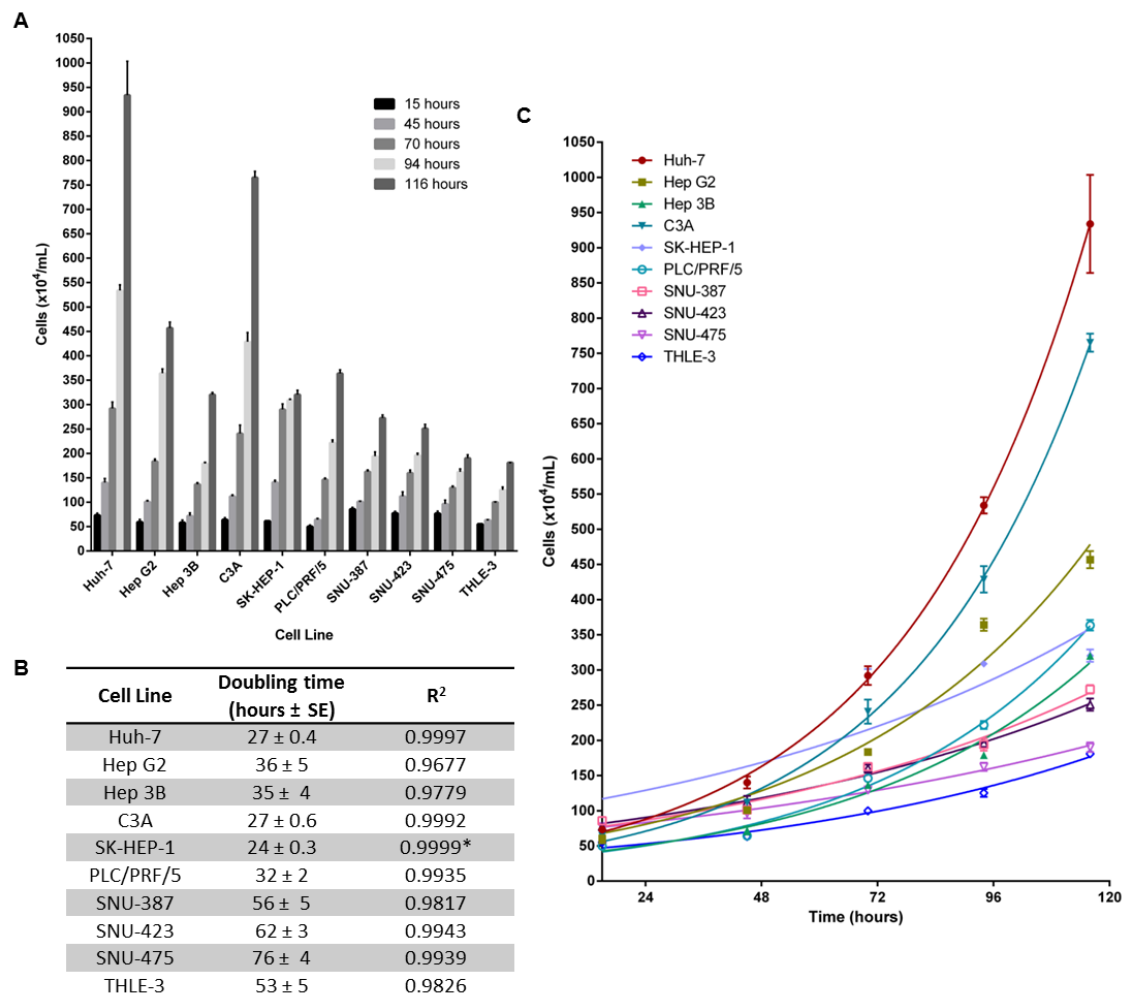 A
1050
1000
950
900
850
800
750
700
650
600
550
500
450
400
350
300
250
200
150
100
50
0
Cells (x10⁴/mL)
15 hours
45 hours
70 hours
94 hours
116 hours
Huh-7
Hep G2
Hep 3B
C3A
SK-HEP-1
PLC/PRF/5
SNU-387
SNU-423
SNU-475
THLE-3
Cell Line
B
Cell Line Doubling time (hours ± SE) R²
Huh-7 27 ± 0.4 0.9997
Hep G2 36 ± 5 0.9677
Hep 3B 35 ± 4 0.9779
C3A 27 ± 0.6 0.9992
SK-HEP-1 24 ± 0.3 0.9999*
PLC/PRF/5 32 ± 2 0.9935
SNU-387 56 ± 5 0.9817
SNU-423 62 ± 3 0.9943
SNU-475 76 ± 4 0.9939
THLE-3 53 ± 5 0.9826
C
1050
1000
950
900
850
800
750
700
650
600
550
500
450
400
350
300
250
200
150
100
50
0
Cells (x10⁴/mL)
Huh-7
Hep G2
Hep 3B
C3A
SK-HEP-1
PLC/PRF/5
SNU-387
SNU-423
SNU-475
THLE-3
24 48 72 96 120
Time (hours)